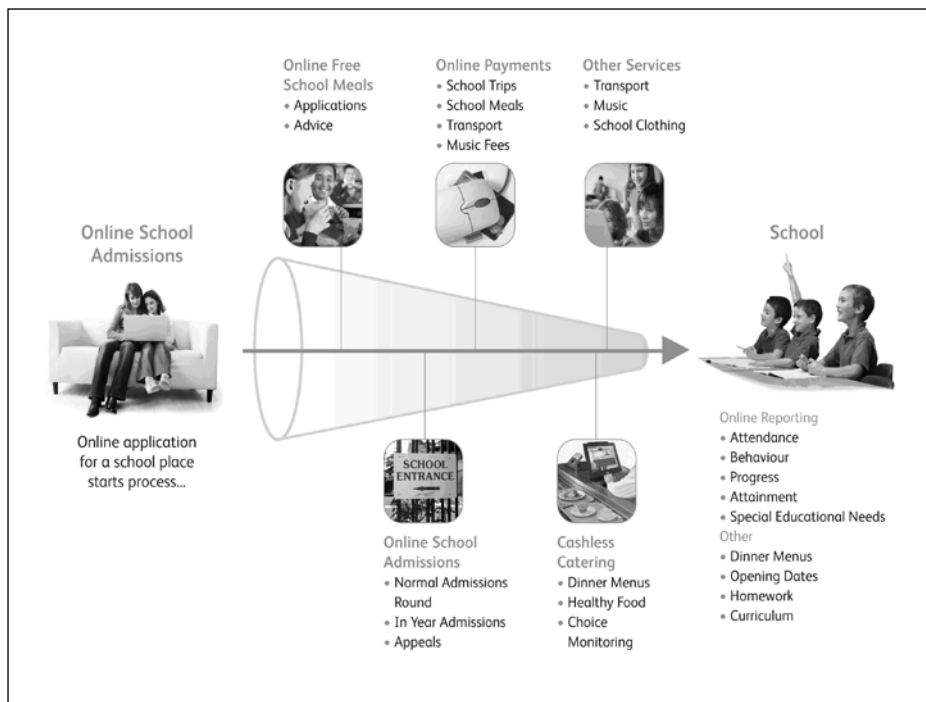 Online Free
School Meals
• Applications
• Advice
Online Payments
• School Trips
• School Meals
• Transport
• Music Fees
Other Services
• Transport
• Music
• School Clothing
Online School
Admissions
Online application
for a school place
starts process...
SCHOOL
ENTRANCE
Online School
Admissions
• Normal Admissions
Round
• In Year Admissions
• Appeals
Cashless
Catering
• Dinner Menus
• Healthy Food
• Choice
Monitoring
School
Online Reporting
• Attendance
• Behaviour
• Progress
• Attainment
• Special Educational Needs
Other
• Dinner Menus
• Opening Dates
• Homework
• Curriculum